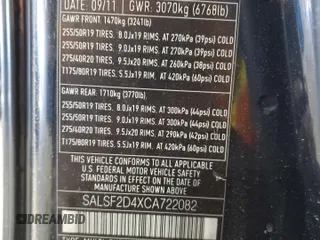 DATE: 09/11 GWR: 3070kg (6768lb)
GAWR FRONT: 1470kg (3241lb)
255/50R19 TIRES. 8.0Jx19 RIMS. AT 270kPa (39psi) COLD
255/50R19 TIRES. 9.0Jx19 RIMS. AT 270kPa (39psi) COLD
275/40R20 TIRES. 9.5Jx20 RIMS. AT 260kPa (38psi) COLD
T175/80R19 TIRES. 5.5Jx19 RIM. AT 420kPa (60psi) COLD
GAWR REAR: 1710kg (3770lb)
255/50R19 TIRES. 8.0Jx19 RIMS. AT 300kPa (44psi) COLD
255/50R19 TIRES. 9.0Jx19 RIMS. AT 300kPa (44psi) COLD
275/40R20 TIRES. 9.5Jx20 RIMS. AT 290kPa (42psi) COLD
T175/80R19 TIRES. 5.5Jx19 RIM. AT 420kPa (60psi) COLD
THIS VEHICLE CONFORMS TO ALL APPLICABLE
U.S FEDERAL MOTOR VEHICLE SAFETY
STANDARDS IN EFFECT ON THE DATE OF
MANUFACTURE SHOWN ABOVE
SALSF2D4XCA722082
DREAMBID